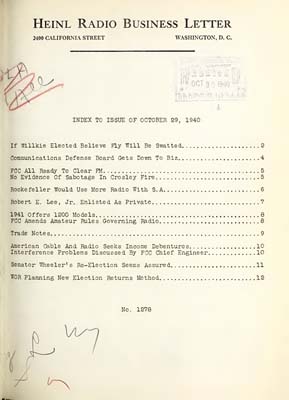 HEINL RADIO BUSINESS LETTER
2400 CALIFORNIA STREET WASHINGTON, D. C.
INDEX TO ISSUE OF OCTOBER 29, 1940
If Willkie Elected Believe Fly Will Be Swatted....................2
Communications Defense Board Gets Down To Biz....................4
FCC All Ready To Clear FM....................5
No Evidence Of Sabotage In Crosley Fire....................5
Rockefeller Would Use More Radio With S.A....................6
Robert E. Lee, Jr. Enlisted As Private....................7
1941 Offers 1200 Models....................8
FCC Amends Amateur Rules Governing Radio....................8
Trade Notes....................9
American Cable And Radio Seeks Income Debentures....................10
Interference Problems Discussed By FCC Chief Engineer....................10
Senator Wheeler's Re-Election Seems Assured....................11
WOR Planning New Election Returns Method....................12
No. 1278